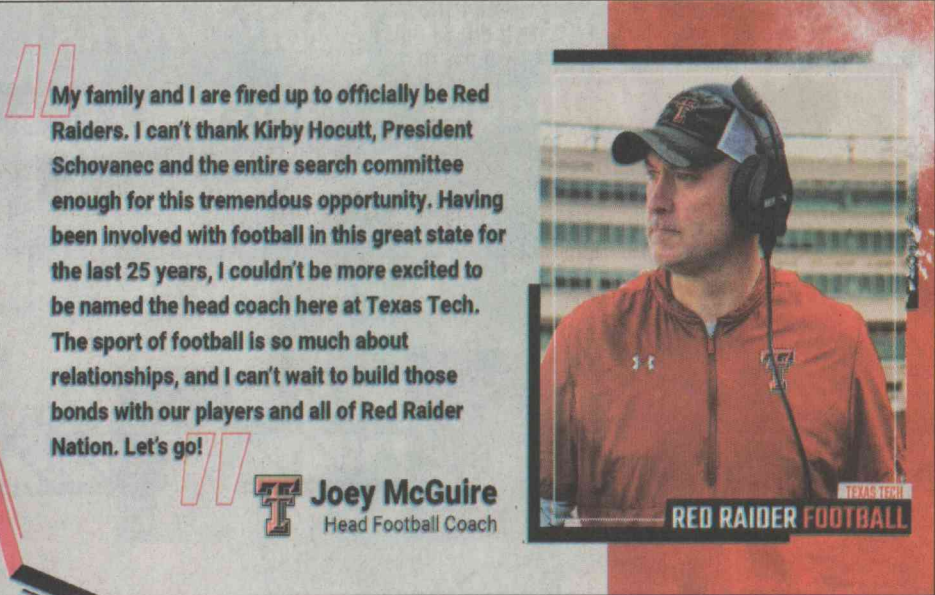 My family and I are fired up to officially be Red
Raiders. I can't thank Kirby Hocutt, President
Schovanec and the entire search committee
enough for this tremendous opportunity. Having
been involved with football in this great state for
the last 25 years, I couldn't be more excited to
be named the head coach here at Texas Tech.
The sport of football is so much about
relationships, and I can't wait to build those
bonds with our players and all of Red Raider
Nation. Let's go!
Joey McGuire
Head Football Coach
TEXAS TECH
RED RAIDER FOOTBALL